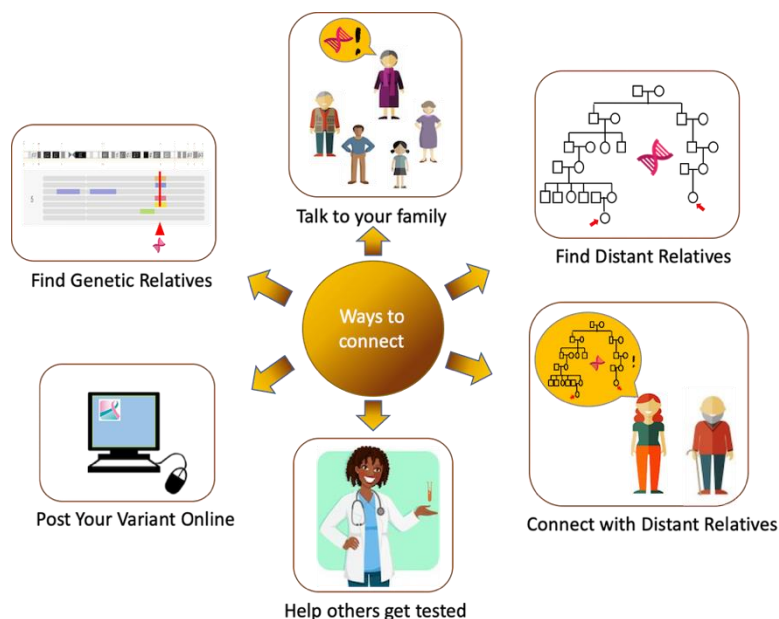 Talk to your family
Find Genetic Relatives
Find Distant Relatives
Ways to
connect
Post Your Variant Online
Connect with Distant Relatives
Help others get tested